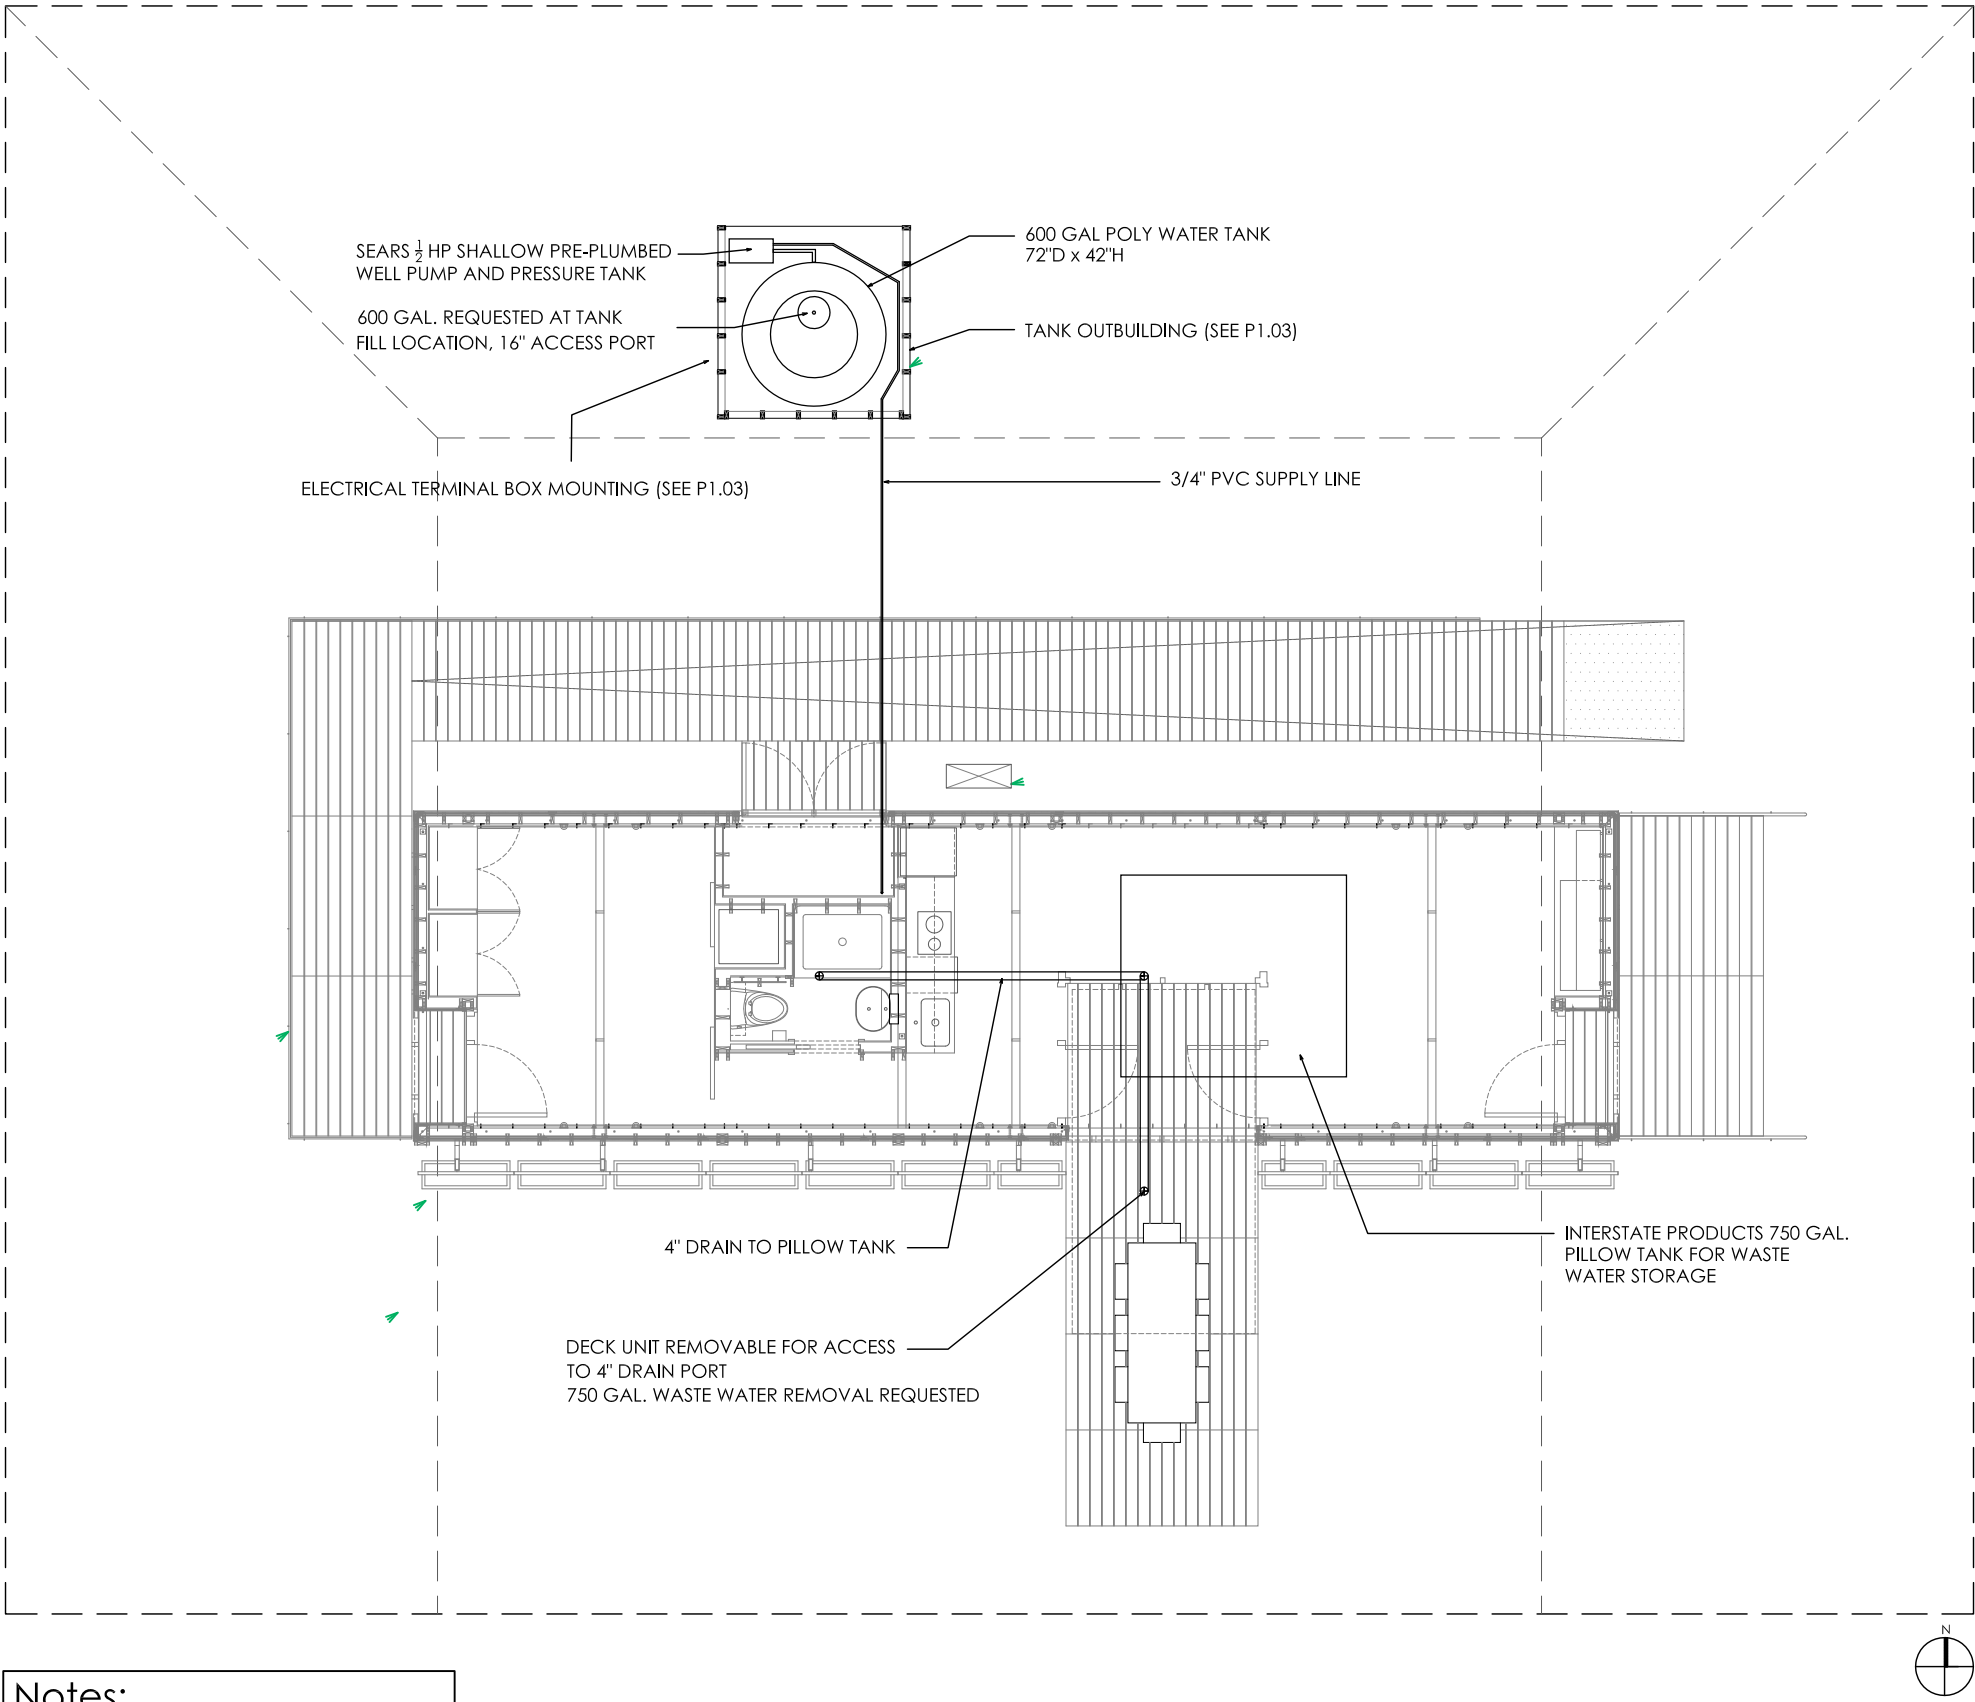 SEARS 1/2 HP SHALLOW PRE-PLUMBED
WELL PUMP AND PRESSURE TANK
600 GAL. REQUESTED AT TANK
FILL LOCATION, 16" ACCESS PORT
600 GAL POLY WATER TANK
72"D x 42"H
TANK OUTBUILDING (SEE P1.03)
ELECTRICAL TERMINAL BOX MOUNTING (SEE P1.03)
3/4" PVC SUPPLY LINE
4" DRAIN TO PILLOW TANK
INTERSTATE PRODUCTS 750 GAL.
PILLOW TANK FOR WASTE
WATER STORAGE
DECK UNIT REMOVABLE FOR ACCESS
TO 4" DRAIN PORT
750 GAL. WASTE WATER REMOVAL REQUESTED
N
Notes: